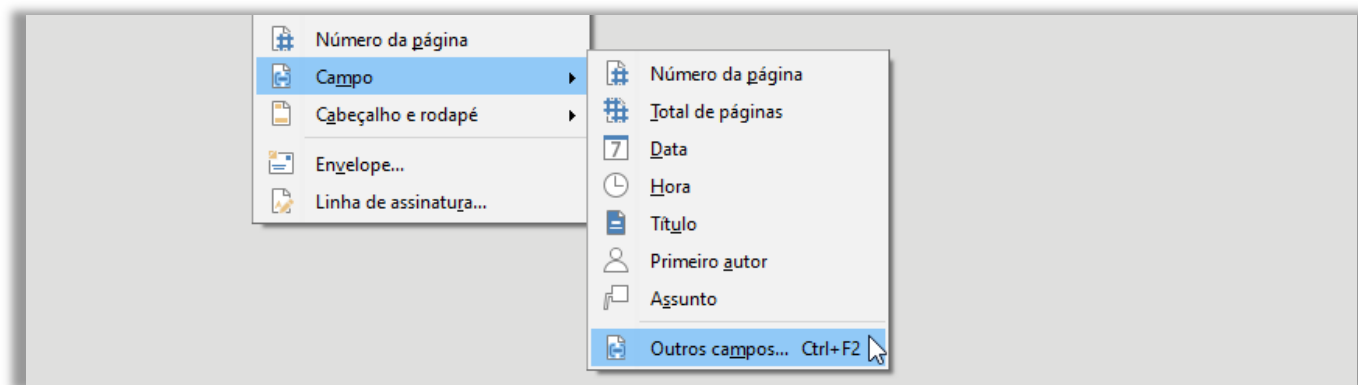 Número da página
Campo
Cabeçalho e rodapé
Envelope...
Linha de assinatura...
Número da página
Total de páginas
7 Data
Hora
Título
Primeiro autor
Assunto
Outros campos... Ctrl+F2